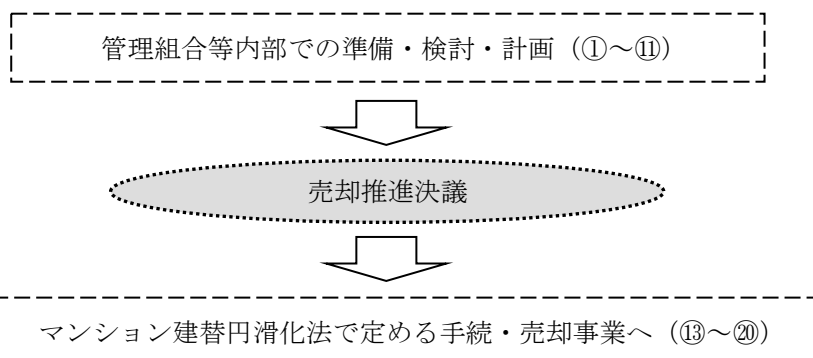 管理組合等内部での準備・検討・計画（①～⑪）
売却推進決議
マンション建替円滑化法で定める手続・売却事業へ（⑬～⑳）